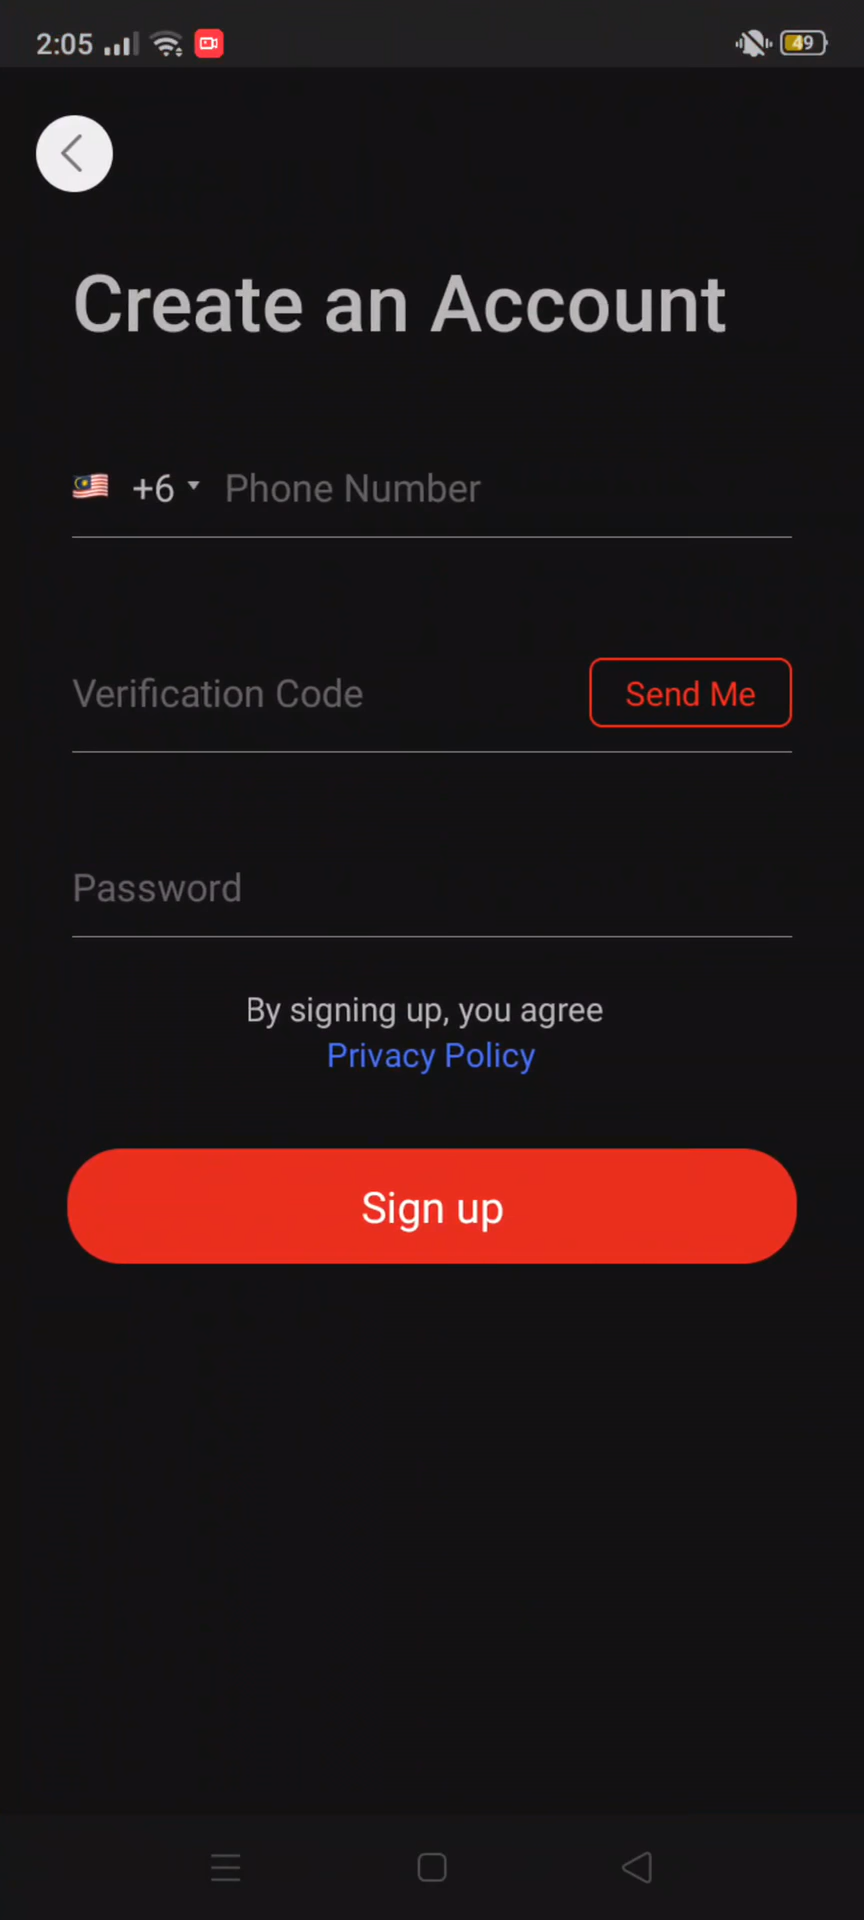 2:05
49
Create an Account
+6 Phone Number
Verification Code Send Me
Password
By signing up, you agree
Privacy Policy
Sign up